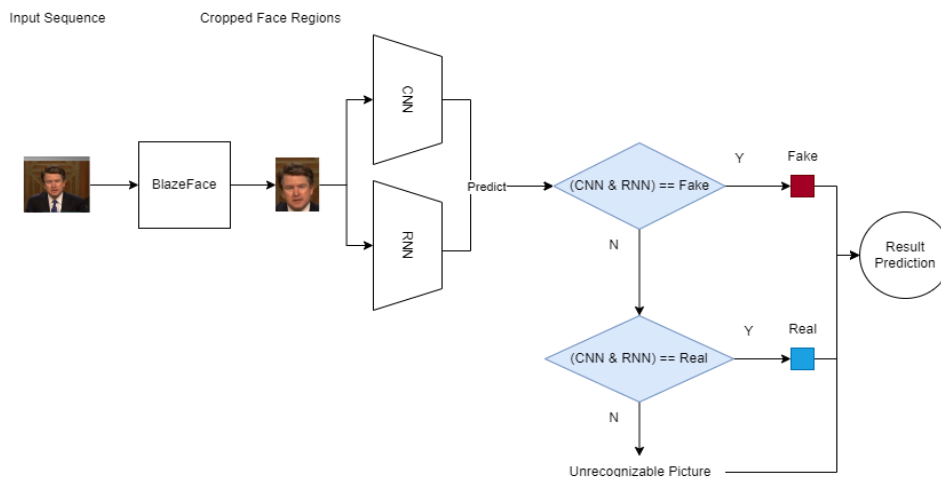 Input Sequence
Cropped Face Regions
CNN
BlazeFace
RNN
Predict
(CNN & RNN) == Fake
Y
Fake
N
Result
Prediction
(CNN & RNN) == Real
Y
Real
N
Unrecognizable Picture